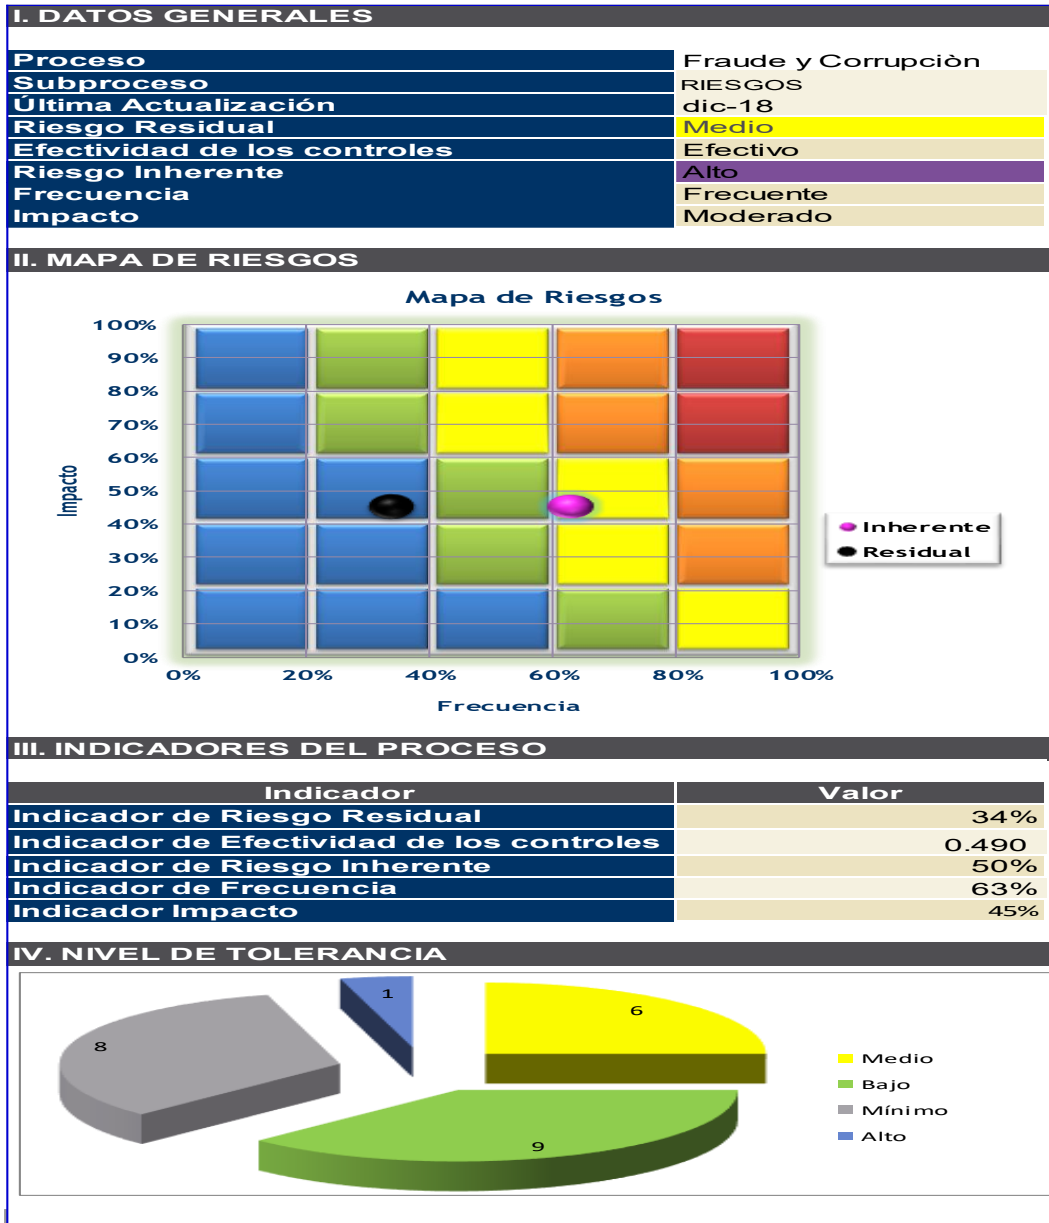 I. DATOS GENERALES
Proceso Fraude y Corrupciòn
Subproceso RIESGOS
Última Actualización dic-18
Riesgo Residual Medio
Efectividad de los controles Efectivo
Riesgo Inherente Alto
Frecuencia Frecuente
Impacto Moderado
II. MAPA DE RIESGOS
Mapa de Riesgos
100%
90%
80%
70%
60%
50%
40%
30%
20%
10%
0%
Impacto
0% 20% 40% 60% 80% 100%
Frecuencia
Inherente
Residual
III. INDICADORES DEL PROCESO
Indicador Valor
Indicador de Riesgo Residual 34%
Indicador de Efectividad de los controles 0.490
Indicador de Riesgo Inherente 50%
Indicador de Frecuencia 63%
Indicador Impacto 45%
IV. NIVEL DE TOLERANCIA
1
6
8
9
Medio
Bajo
Mínimo
Alto